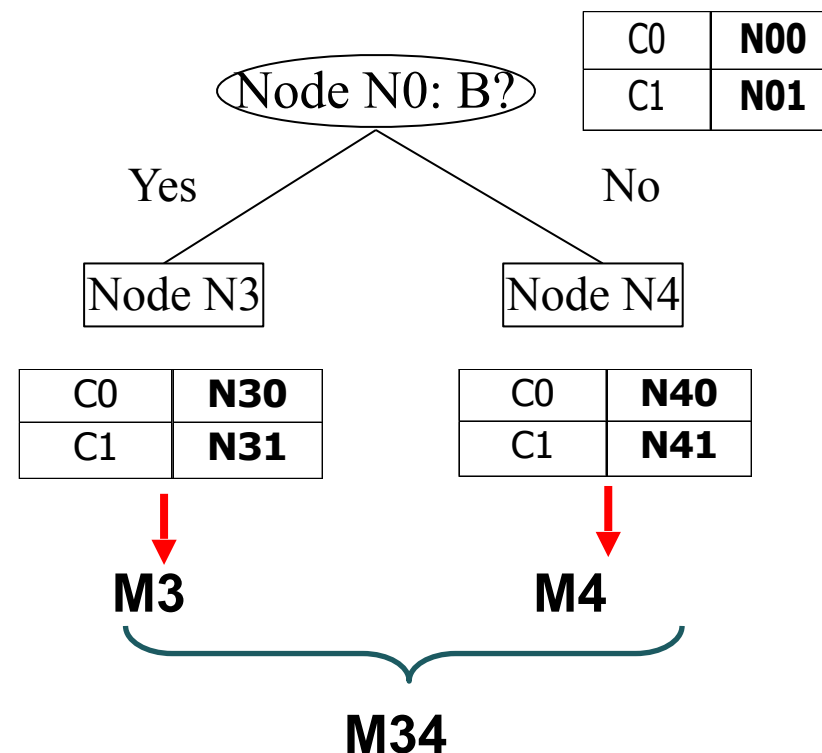 C0 N00
Node N0: B?
C1 N01
Yes No
Node N3 Node N4
C0 N30 C0 N40
C1 N31 C1 N41
M3 M4
M34